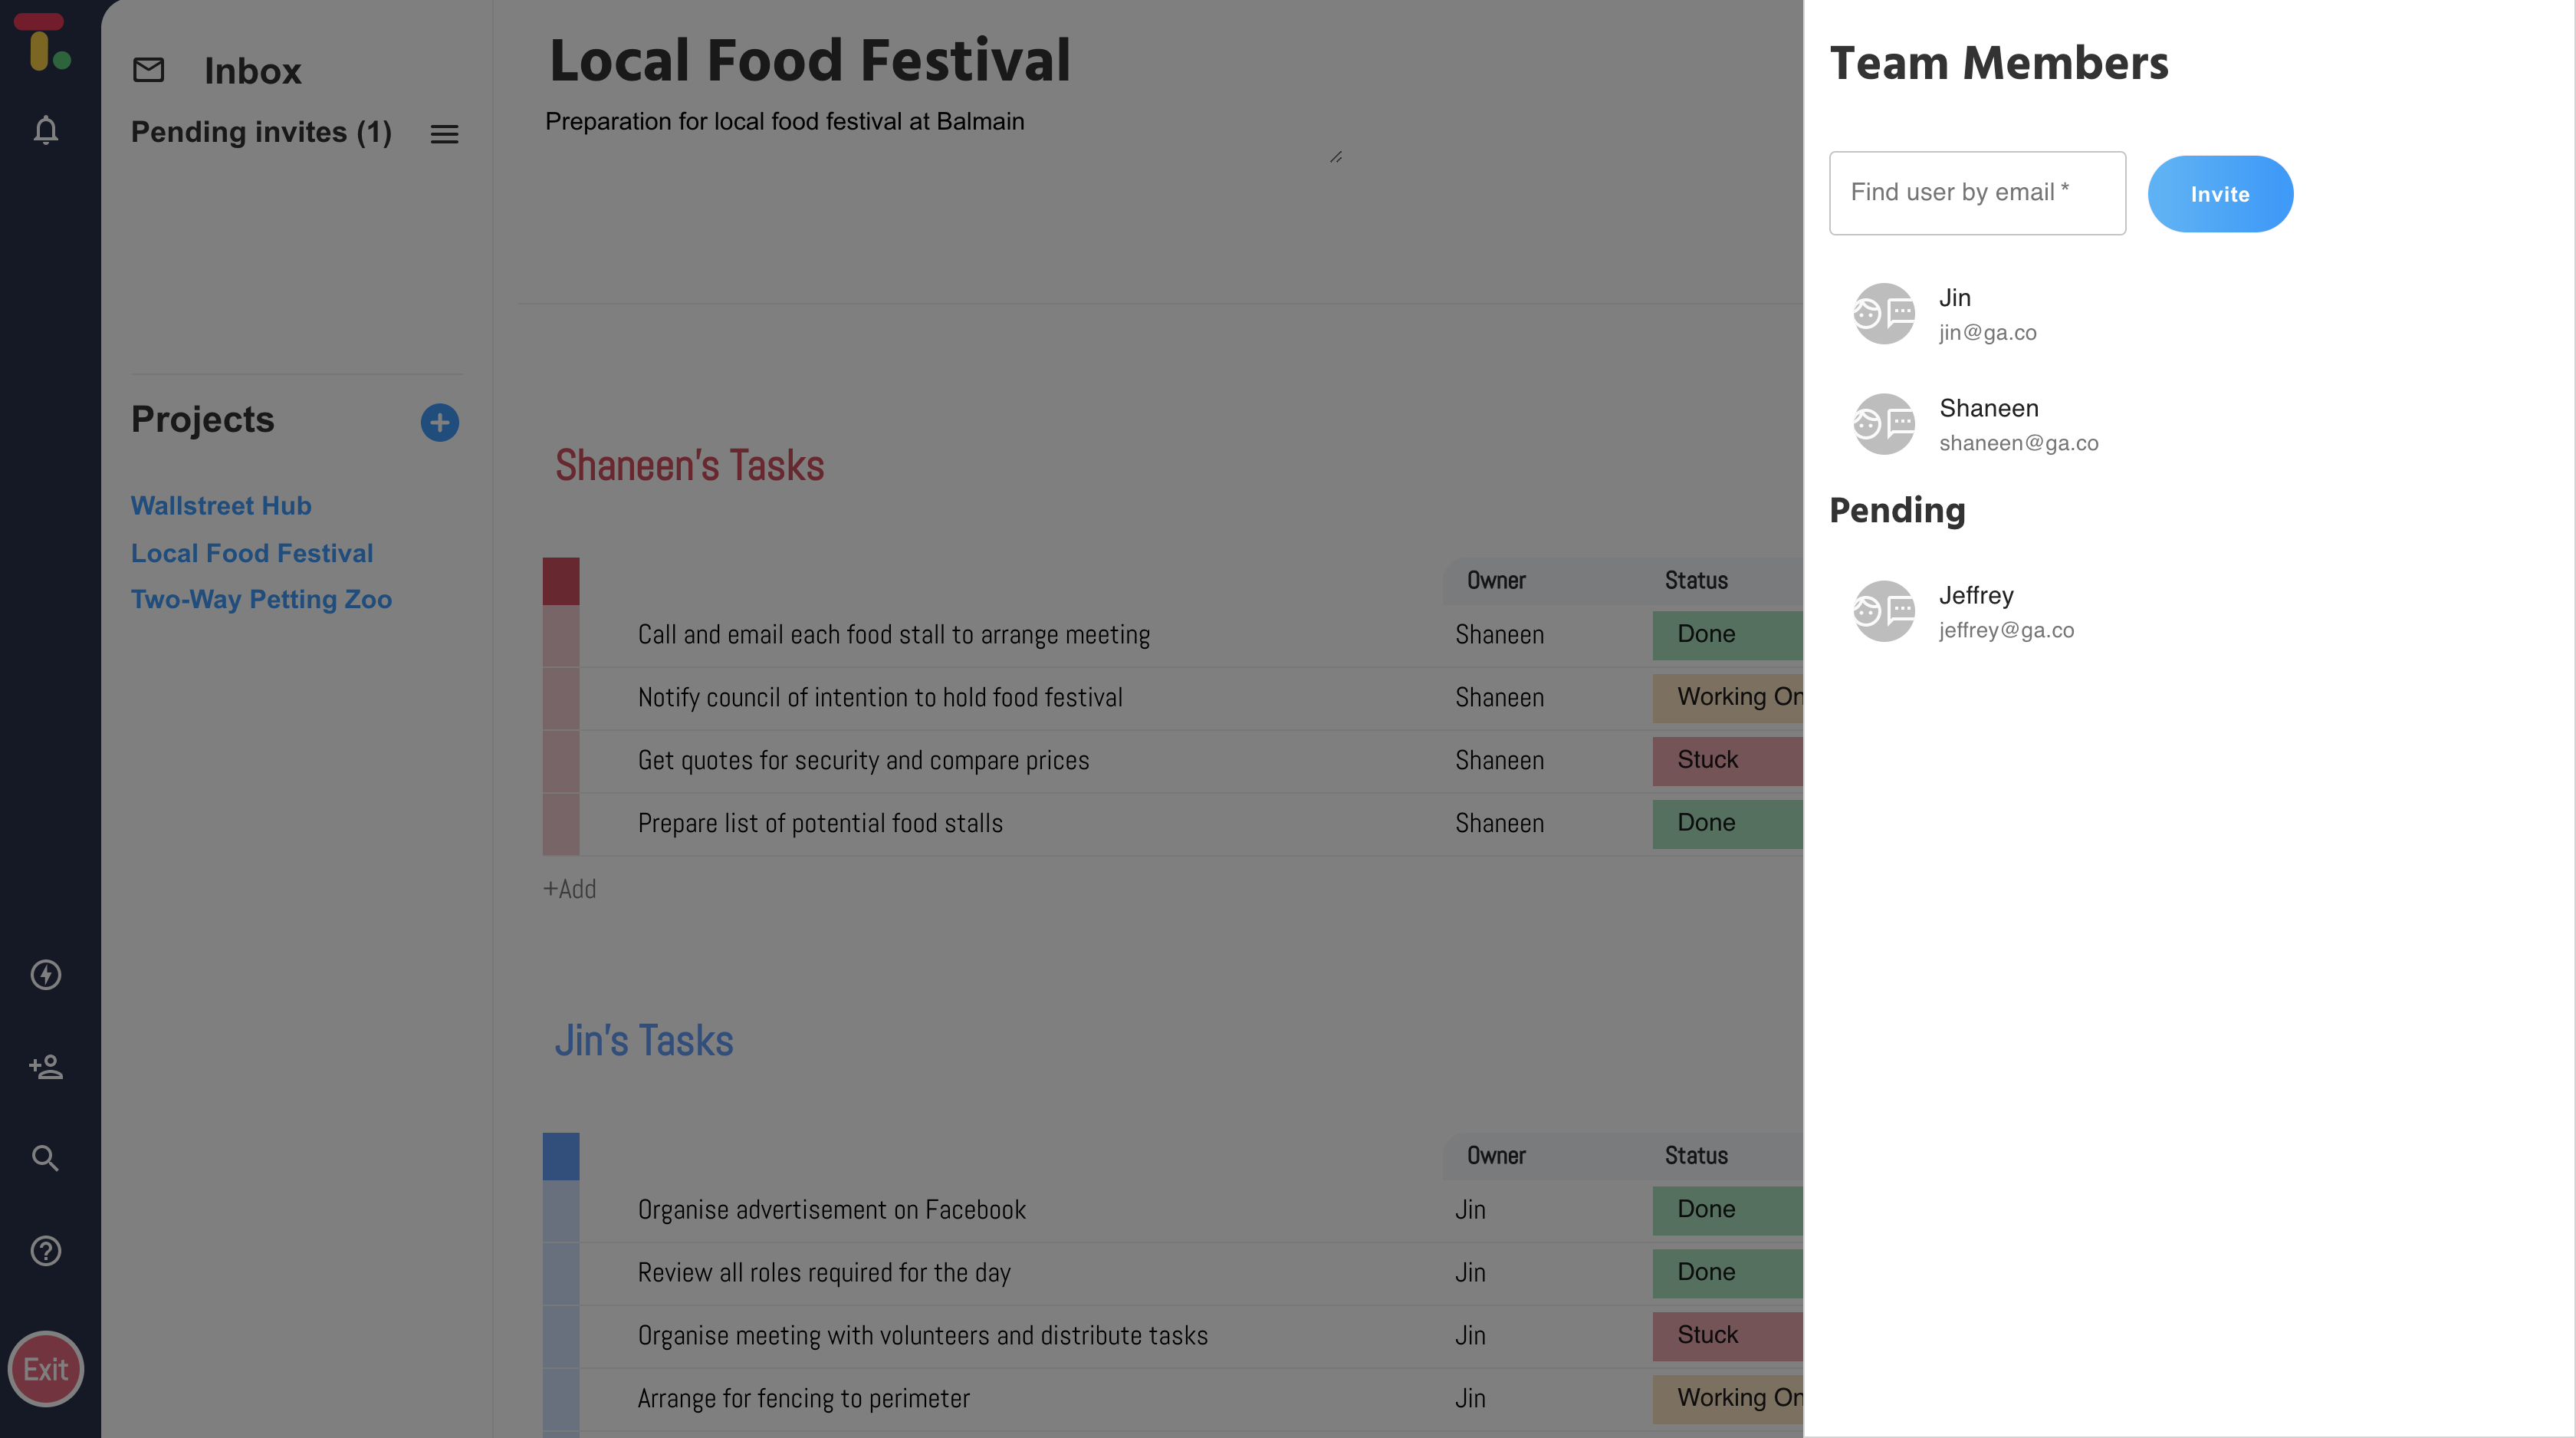 Inbox
Pending invites (1)
Projects
Wallstreet Hub
Local Food Festival
Two-Way Petting Zoo
Exit
Local Food Festival
Preparation for local food festival at Balmain
Shaneen's Tasks
Owner Status
Call and email each food stall to arrange meeting Shaneen Done
Notify council of intention to hold food festival Shaneen Working On
Get quotes for security and compare prices Shaneen Stuck
Prepare list of potential food stalls Shaneen Done
+Add
Jin's Tasks
Owner Status
Organise advertisement on Facebook Jin Done
Review all roles required for the day Jin Done
Organise meeting with volunteers and distribute tasks Jin Stuck
Arrange for fencing to perimeter Jin Working On
Team Members
Find user by email *
Invite
Jin
jin@ga.co
Shaneen
shaneen@ga.co
Pending
Jeffrey
jeffrey@ga.co